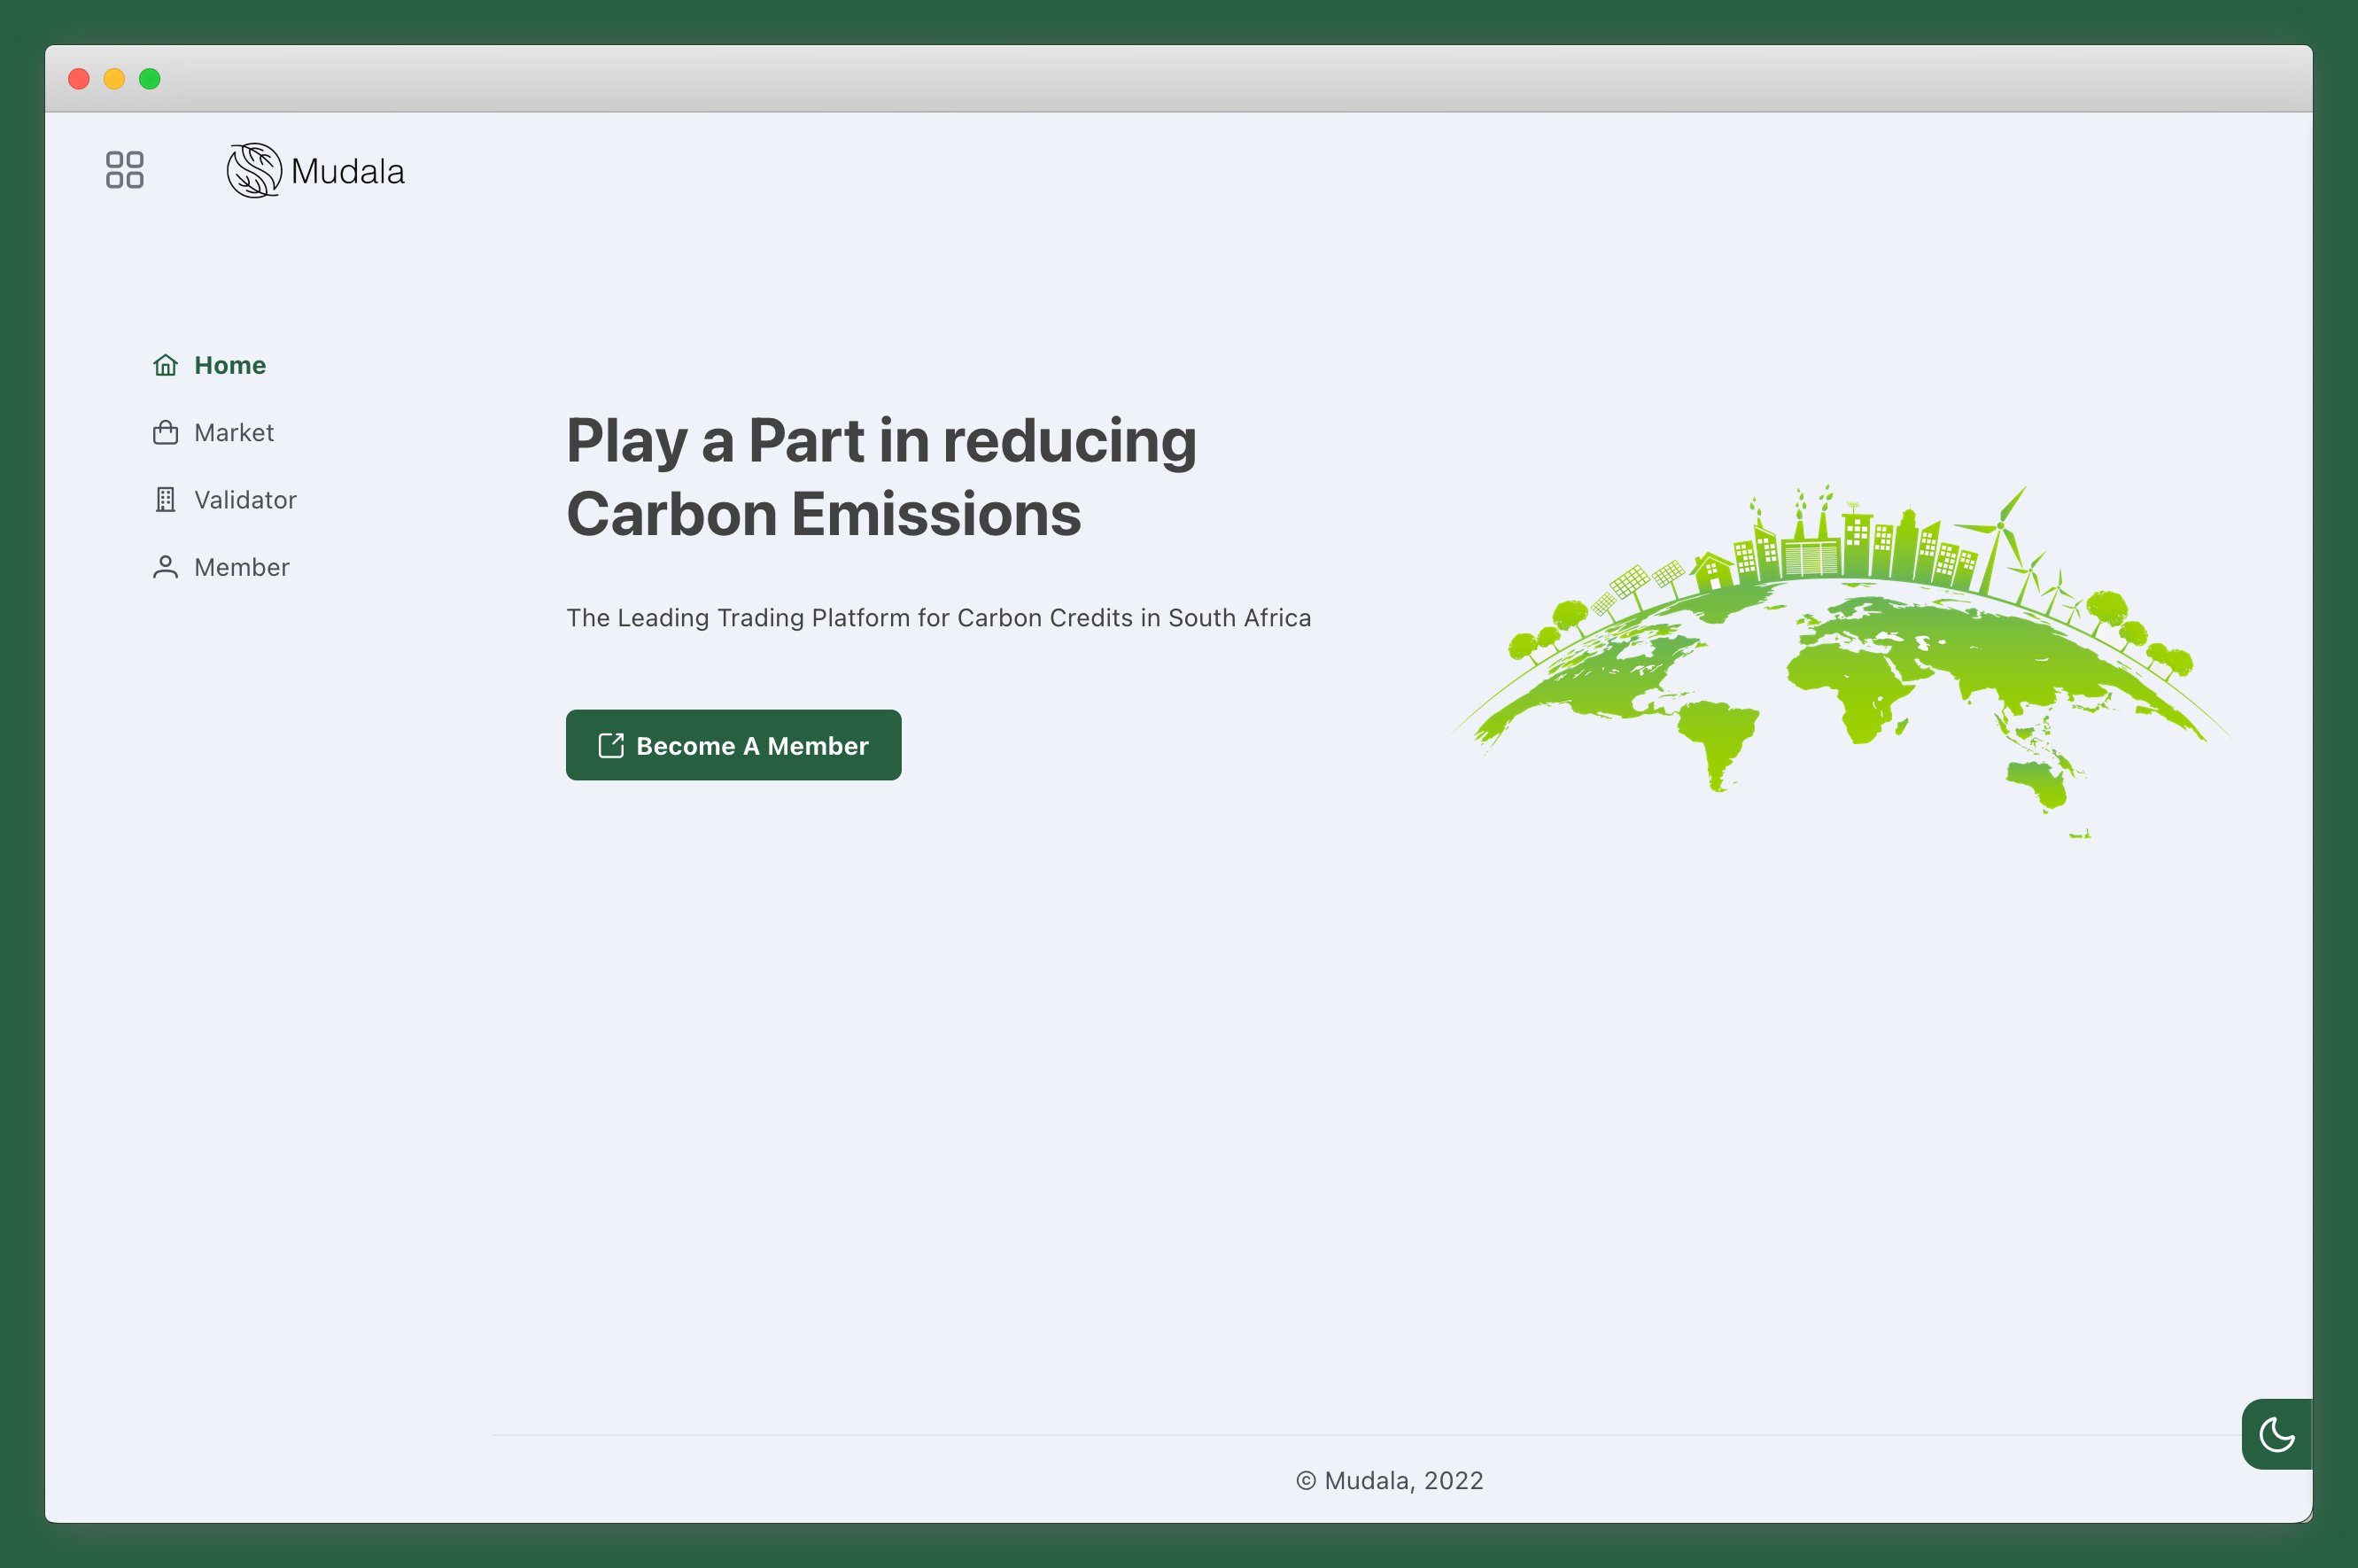 Mudala
Home
Market
Validator
Member
Play a Part in reducing
Carbon Emissions
The Leading Trading Platform for Carbon Credits in South Africa
Become A Member
© Mudala, 2022